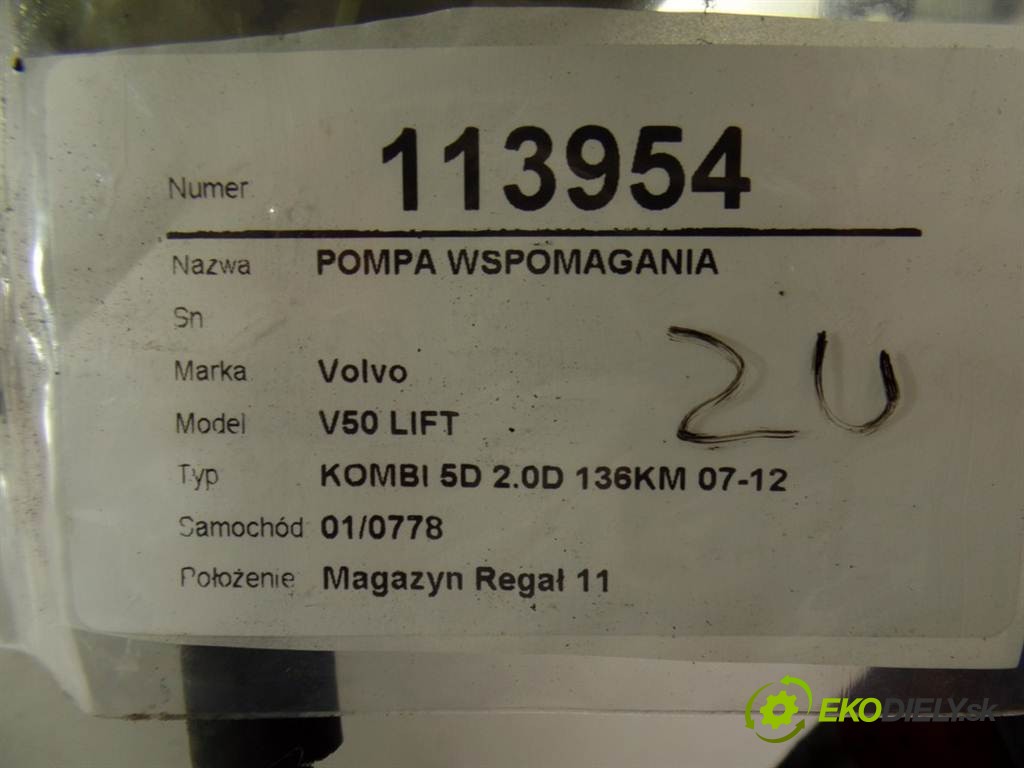 Numer 113954
Nazwa POMPA WSPOMAGANIA
Sn
Marka Volvo
Model V50 LIFT
Typ KOMBI 5D 2.0D 136KM 07-12
Samochód 01/0778
Położenie Magazyn Regał 11
ZU
EKODIELY.sk